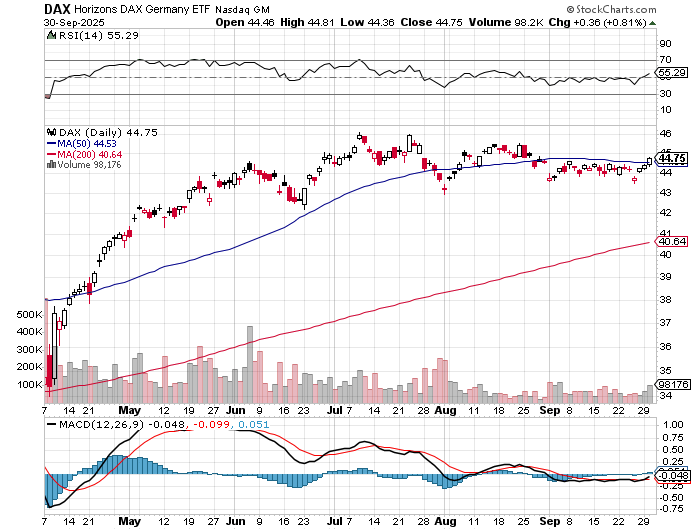 DAX Horizons DAX Germany ETF Nasdaq GM © StockCharts.com
30-Sep-2025 Open 44.46 High 44.81 Low 44.36 Close 44.75 Volume 98.2K Chg +0.36 (+0.81%)
RSI(14) 55.29
90
70
55.29
30
10
DAX (Daily) 44.75
MA(50) 44.53
MA(200) 40.64
Volume 98,176
46
45
44.75
44
43
42
41
40.64
40
39
38
37
36
35
34
500K
400K
300K
200K
100K
98176
7 14 21 May 5 12 19 27 Jun 9 16 23 Jul 7 14 21 28 Aug 11 18 25 Sep 8 15 22 29
MACD(12,26,9) -0.048, -0.099, 0.051
1.00
0.75
0.50
0.25
-0.048
-0.25
-0.50
-0.75
7 14 21 May 5 12 19 27 Jun 9 16 23 Jul 7 14 21 28 Aug 11 18 25 Sep 8 15 22 29